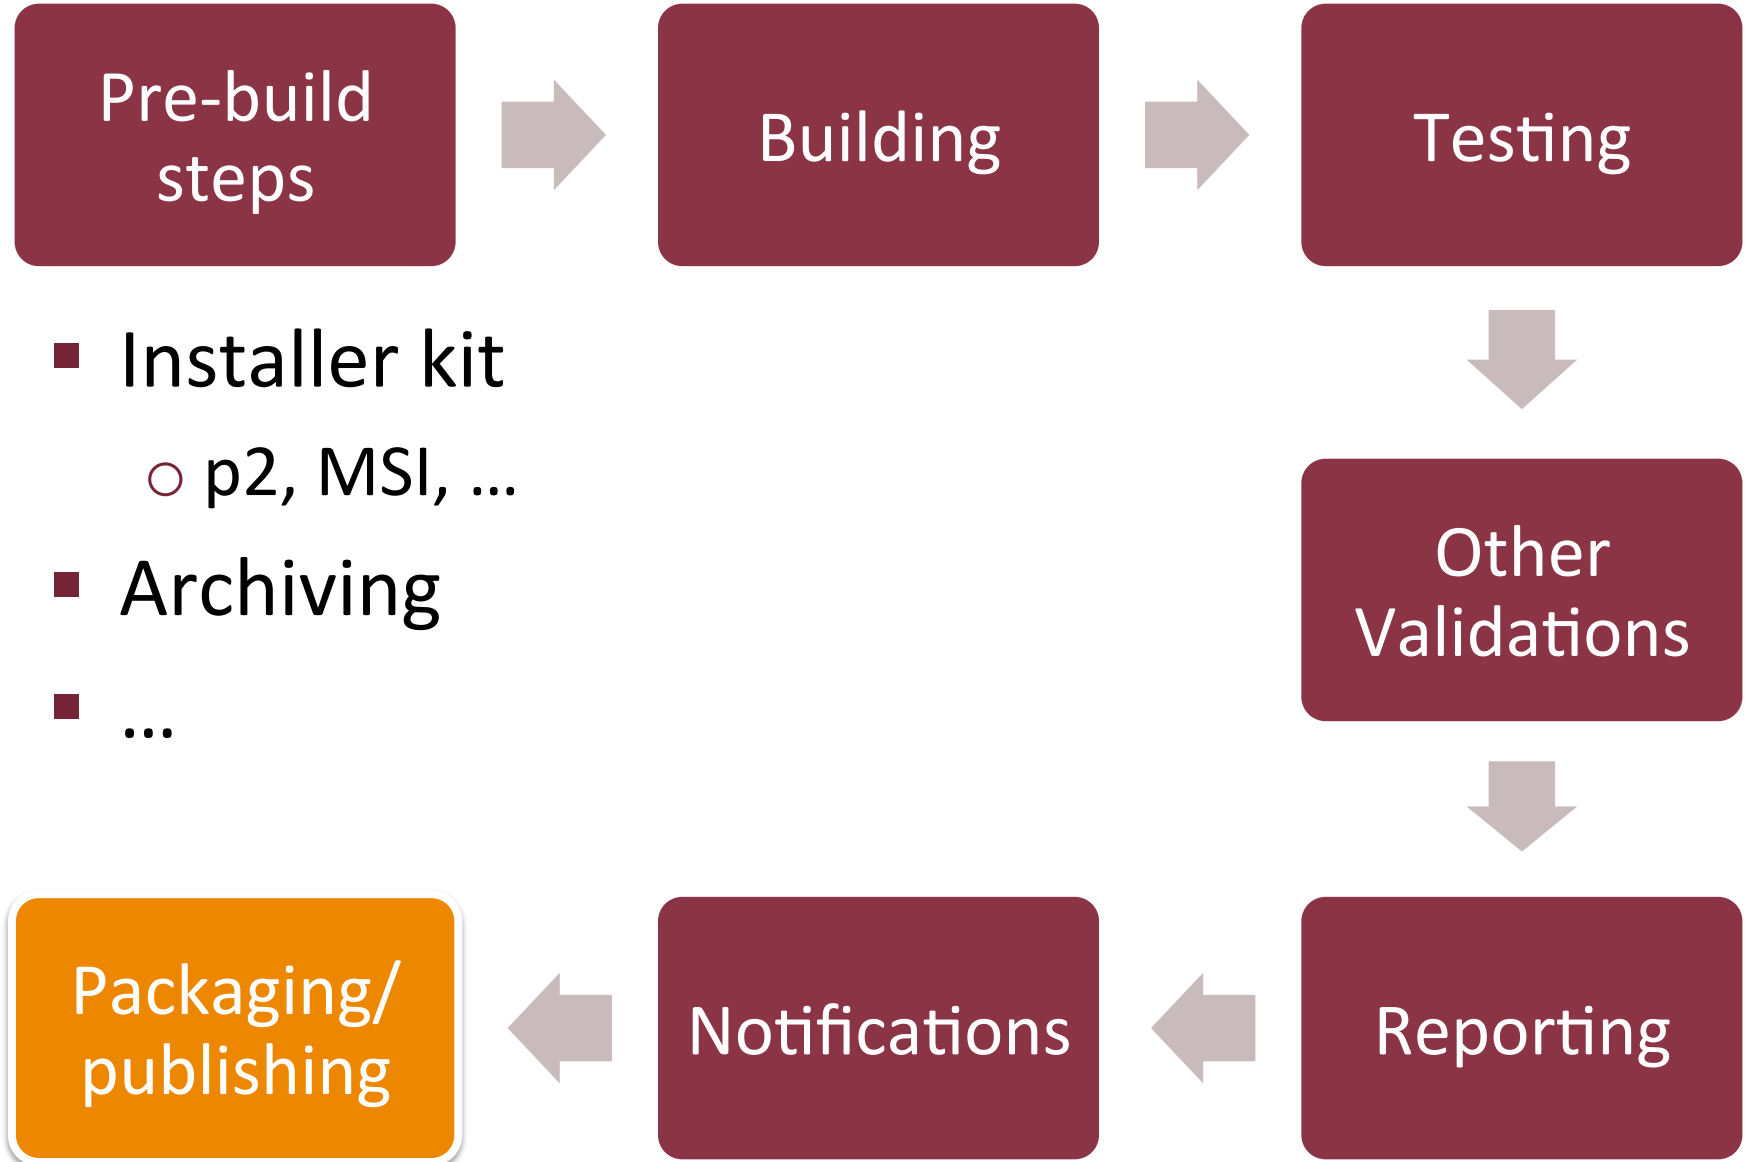 Pre-build
steps
Building
Testing
Installer kit
p2, MSI, ...
Archiving
...
Other
Validations
Packaging/
publishing
Notifications
Reporting